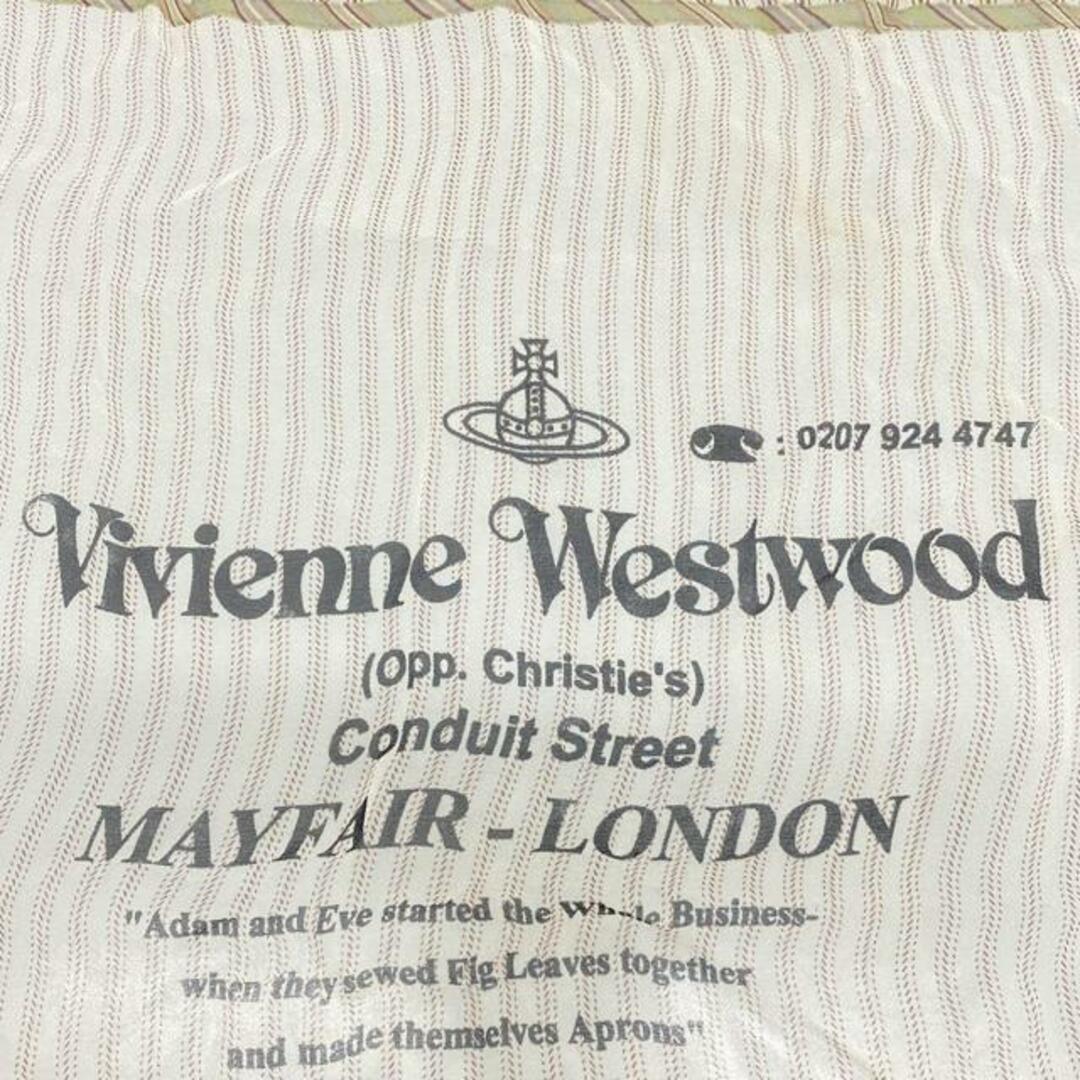 : 0207 924 4747
Vivienne Westwood
(Opp. Christie's)
Conduit Street
MAYFAIR - LONDON
"Adam and Eve started the Whole Business-
when they sewed Fig Leaves together
and made themselves Aprons"